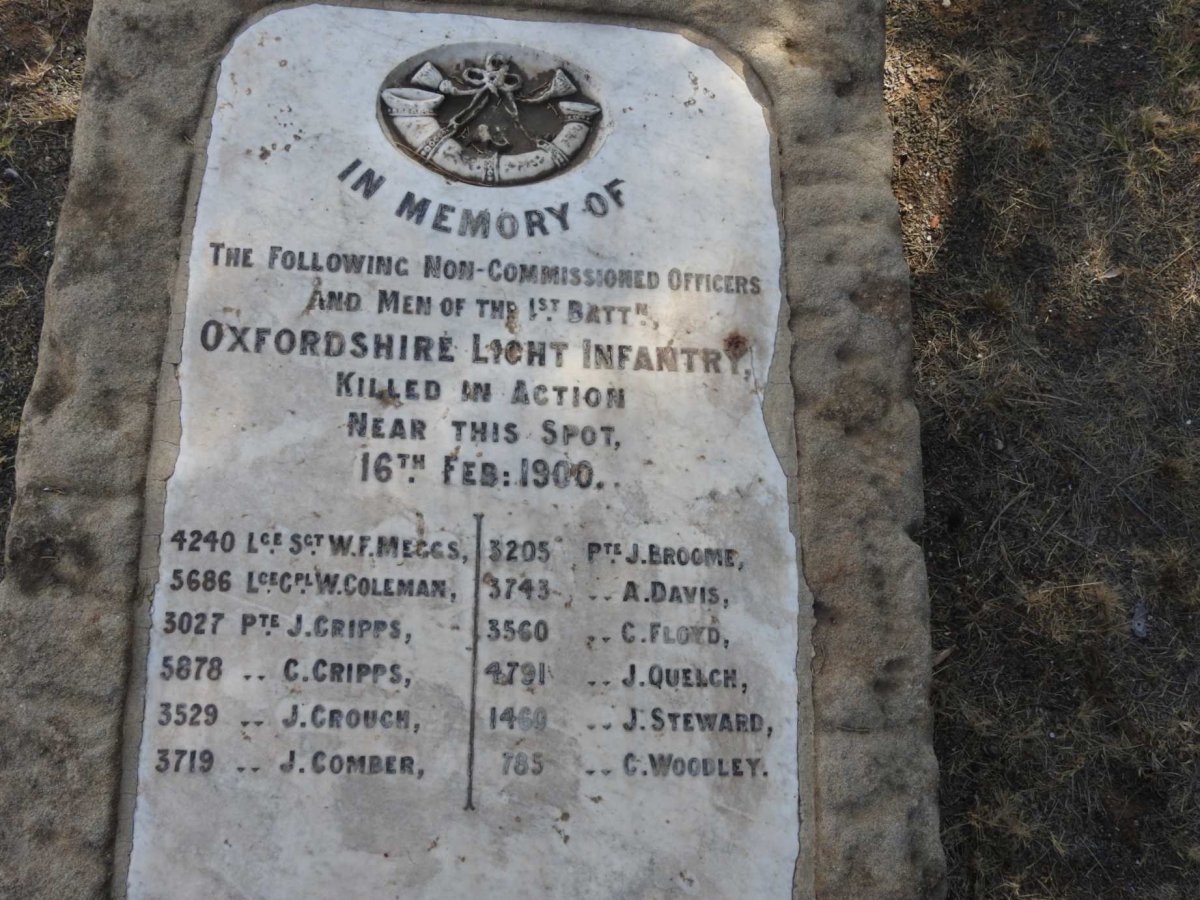 IN MEMORY OF
THE FOLLOWING NON-COMMISSIONED OFFICERS
AND MEN OF THE 1ST BATTN,
OXFORDSHIRE LIGHT INFANTRY,
KILLED IN ACTION
NEAR THIS SPOT,
16TH FEB: 1900.
4240 LCE SGT W.F. MEGGS,
5686 LCE CPL W. COLEMAN,
3027 PTE J. CRIPPS,
5878 .. C. CRIPPS,
3529 .. J. CROUCH,
3719 .. J. COMBER,
3205 PTE J. BROOME,
3743 .. A. DAVIS,
3560 .. C. FLOYD,
4791 .. J. QUELCH,
1460 .. J. STEWARD,
785 .. C. WOODLEY.